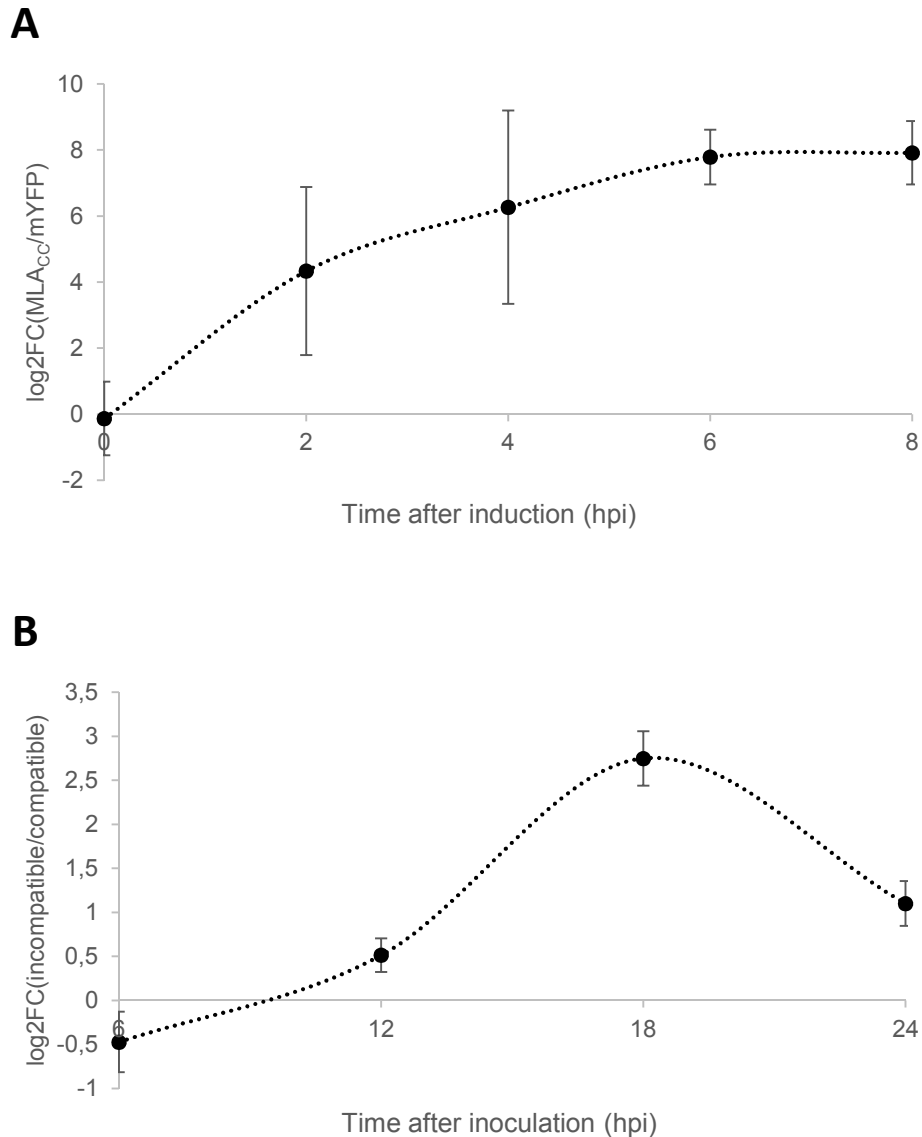 A
10
8
6
4
2
0
-2
log2FC(MLACC/mYFP)
0 2 4 6 8
Time after induction (hpi)
B
3,5
3
2,5
2
1,5
1
0,5
0
-0,5
-1
log2FC(incompatible/compatible)
6 12 18 24
Time after inoculation (hpi)